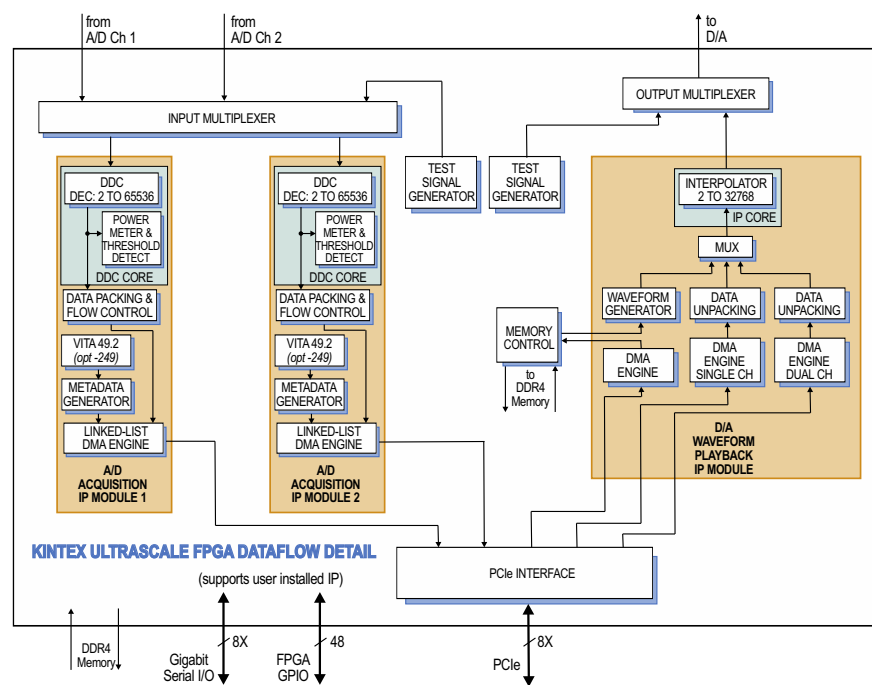 from
A/D Ch 1
from
A/D Ch 2
to
D/A
INPUT MULTIPLEXER
OUTPUT MULTIPLEXER
TEST
SIGNAL
GENERATOR
TEST
SIGNAL
GENERATOR
DDC
DEC: 2 TO 65536
POWER
METER &
THRESHOLD
DETECT
DDC CORE
DATA PACKING &
FLOW CONTROL
VITA 49.2
(opt -249)
METADATA
GENERATOR
LINKED-LIST
DMA ENGINE
A/D
ACQUISITION
IP MODULE 1
DDC
DEC: 2 TO 65536
POWER
METER &
THRESHOLD
DETECT
DDC CORE
DATA PACKING &
FLOW CONTROL
VITA 49.2
(opt -249)
METADATA
GENERATOR
LINKED-LIST
DMA ENGINE
A/D
ACQUISITION
IP MODULE 2
INTERPOLATOR
2 TO 32768
IP CORE
MUX
WAVEFORM
GENERATOR
DATA
UNPACKING
DATA
UNPACKING
MEMORY
CONTROL
to
DDR4
Memory
DMA
ENGINE
DMA
ENGINE
SINGLE CH
DMA
ENGINE
DUAL CH
D/A
WAVEFORM
PLAYBACK
IP MODULE
KINTEX ULTRASCALE FPGA DATAFLOW DETAIL
(supports user installed IP)
PCIe INTERFACE
DDR4
Memory
8X
Gigabit
Serial I/O
48
FPGA
GPIO
8X
PCIe